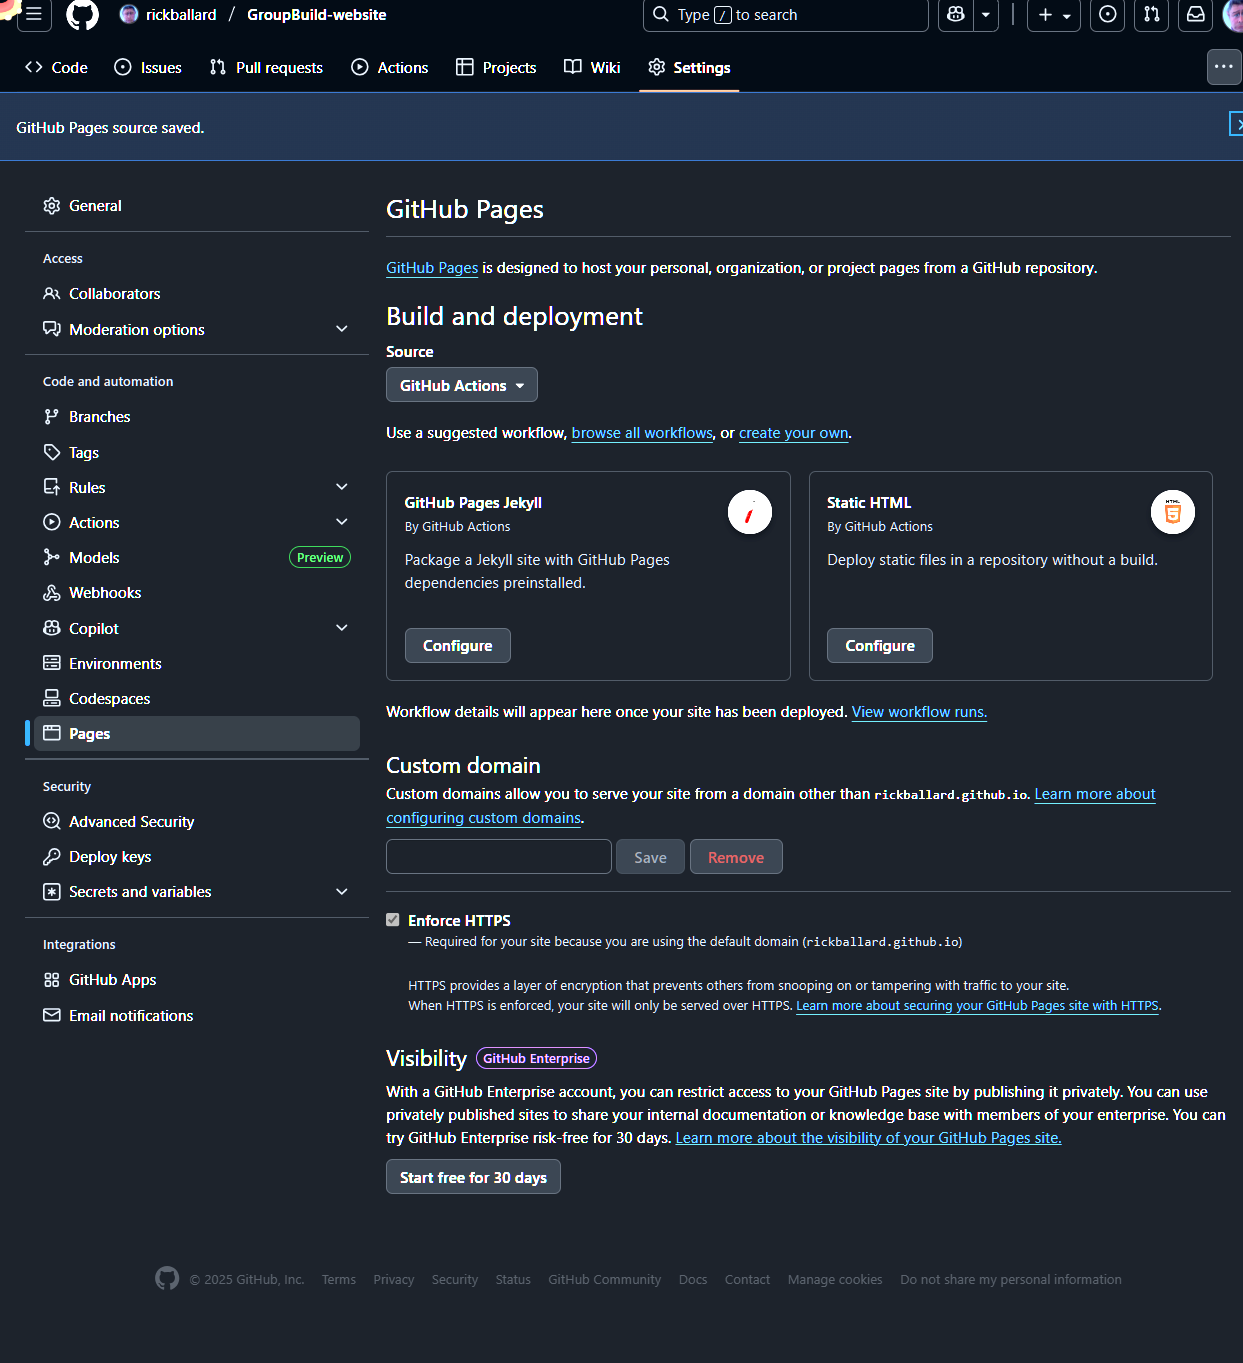 rickballard / GroupBuild-website
Type / to search
Code
Issues
Pull requests
Actions
Projects
Wiki
Settings
GitHub Pages source saved.
General
Access
Collaborators
Moderation options
Code and automation
Branches
Tags
Rules
Actions
Models Preview
Webhooks
Copilot
Environments
Codespaces
Pages
Security
Advanced Security
Deploy keys
Secrets and variables
Integrations
GitHub Apps
Email notifications
GitHub Pages
GitHub Pages is designed to host your personal, organization, or project pages from a GitHub repository.
Build and deployment
Source
GitHub Actions
Use a suggested workflow, browse all workflows, or create your own.
GitHub Pages Jekyll
By GitHub Actions
Package a Jekyll site with GitHub Pages
dependencies preinstalled.
Configure
Static HTML
By GitHub Actions
HTML
Deploy static files in a repository without a build.
Configure
Workflow details will appear here once your site has been deployed. View workflow runs.
Custom domain
Custom domains allow you to serve your site from a domain other than rickballard.github.io. Learn more about
configuring custom domains.
Save
Remove
Enforce HTTPS
— Required for your site because you are using the default domain (rickballard.github.io)
HTTPS provides a layer of encryption that prevents others from snooping on or tampering with traffic to your site.
When HTTPS is enforced, your site will only be served over HTTPS. Learn more about securing your GitHub Pages site with HTTPS.
Visibility GitHub Enterprise
With a GitHub Enterprise account, you can restrict access to your GitHub Pages site by publishing it privately. You can use
privately published sites to share your internal documentation or knowledge base with members of your enterprise. You can
try GitHub Enterprise risk-free for 30 days. Learn more about the visibility of your GitHub Pages site.
Start free for 30 days
© 2025 GitHub, Inc. Terms Privacy Security Status GitHub Community Docs Contact Manage cookies Do not share my personal information